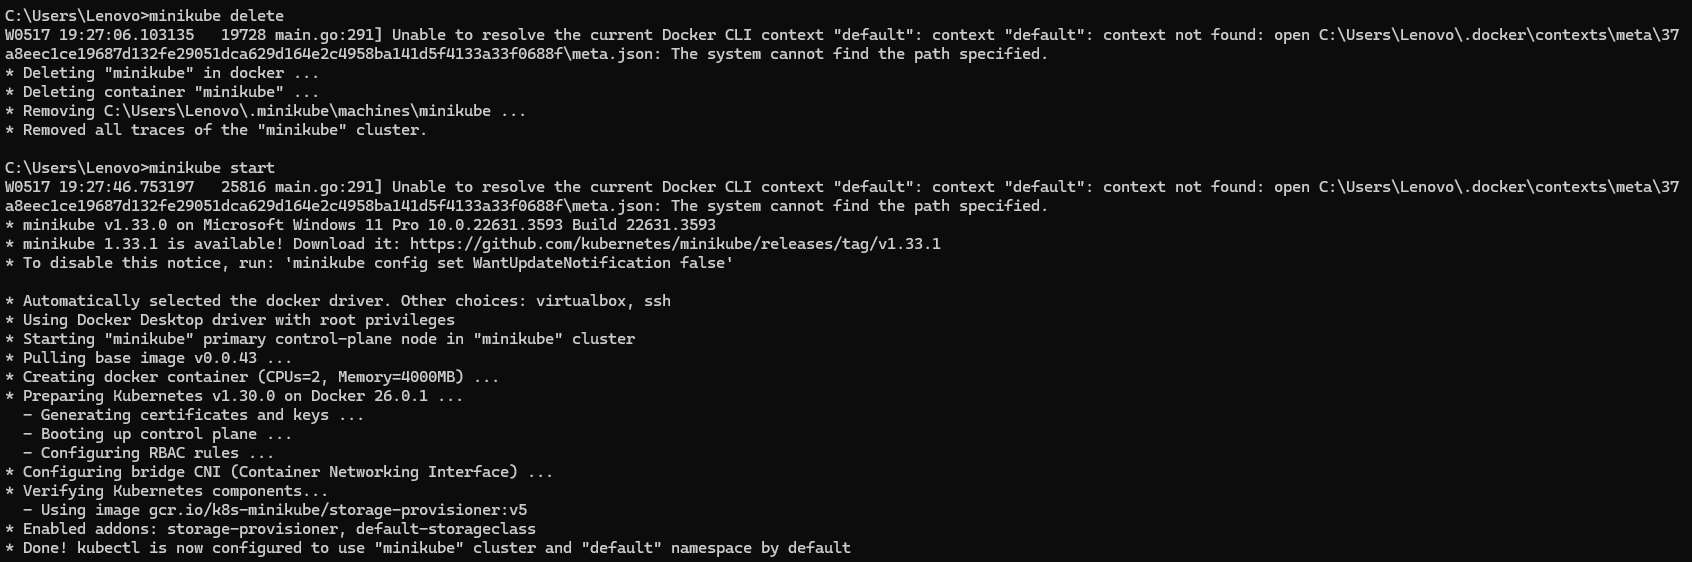 C:\Users\Lenovo>minikube delete
W0517 19:27:06.103135   19728 main.go:291] Unable to resolve the current Docker CLI context "default": context "default": context not found: open C:\Users\Lenovo\.docker\contexts\meta\37
a8eec1ce19687d132fe29051dca629d164e2c4958ba141d5f4133a33f0688f\meta.json: The system cannot find the path specified.
* Deleting "minikube" in docker ...
* Deleting container "minikube" ...
* Removing C:\Users\Lenovo\.minikube\machines\minikube ...
* Removed all traces of the "minikube" cluster.

C:\Users\Lenovo>minikube start
W0517 19:27:46.753197   25816 main.go:291] Unable to resolve the current Docker CLI context "default": context "default": context not found: open C:\Users\Lenovo\.docker\contexts\meta\37
a8eec1ce19687d132fe29051dca629d164e2c4958ba141d5f4133a33f0688f\meta.json: The system cannot find the path specified.
* minikube v1.33.0 on Microsoft Windows 11 Pro 10.0.22631.3593 Build 22631.3593
* minikube 1.33.1 is available! Download it: https://github.com/kubernetes/minikube/releases/tag/v1.33.1
* To disable this notice, run: 'minikube config set WantUpdateNotification false'

* Automatically selected the docker driver. Other choices: virtualbox, ssh
* Using Docker Desktop driver with root privileges
* Starting "minikube" primary control-plane node in "minikube" cluster
* Pulling base image v0.0.43 ...
* Creating docker container (CPUs=2, Memory=4000MB) ...
* Preparing Kubernetes v1.30.0 on Docker 26.0.1 ...
  - Generating certificates and keys ...
  - Booting up control plane ...
  - Configuring RBAC rules ...
* Configuring bridge CNI (Container Networking Interface) ...
* Verifying Kubernetes components...
  - Using image gcr.io/k8s-minikube/storage-provisioner:v5
* Enabled addons: storage-provisioner, default-storageclass
* Done! kubectl is now configured to use "minikube" cluster and "default" namespace by default